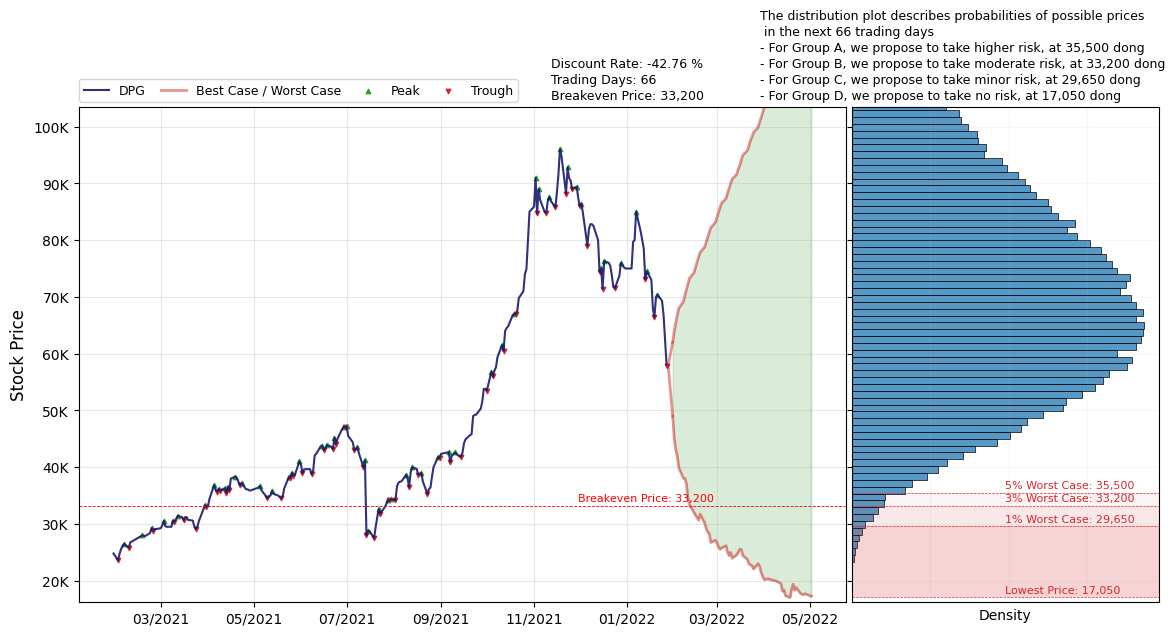 The distribution plot describes probabilities of possible prices
in the next 66 trading days
- For Group A, we propose to take higher risk, at 35,500 dong
- For Group B, we propose to take moderate risk, at 33,200 dong
- For Group C, we propose to take minor risk, at 29,650 dong
- For Group D, we propose to take no risk, at 17,050 dong
Discount Rate: -42.76 %
Trading Days: 66
Breakeven Price: 33,200
DPG
Best Case / Worst Case
Peak
Trough
Stock Price
100K
90K
80K
70K
60K
50K
40K
30K
20K
Breakeven Price: 33,200
5% Worst Case: 35,500
3% Worst Case: 33,200
1% Worst Case: 29,650
Lowest Price: 17,050
03/2021
05/2021
07/2021
09/2021
11/2021
01/2022
03/2022
05/2022
Density